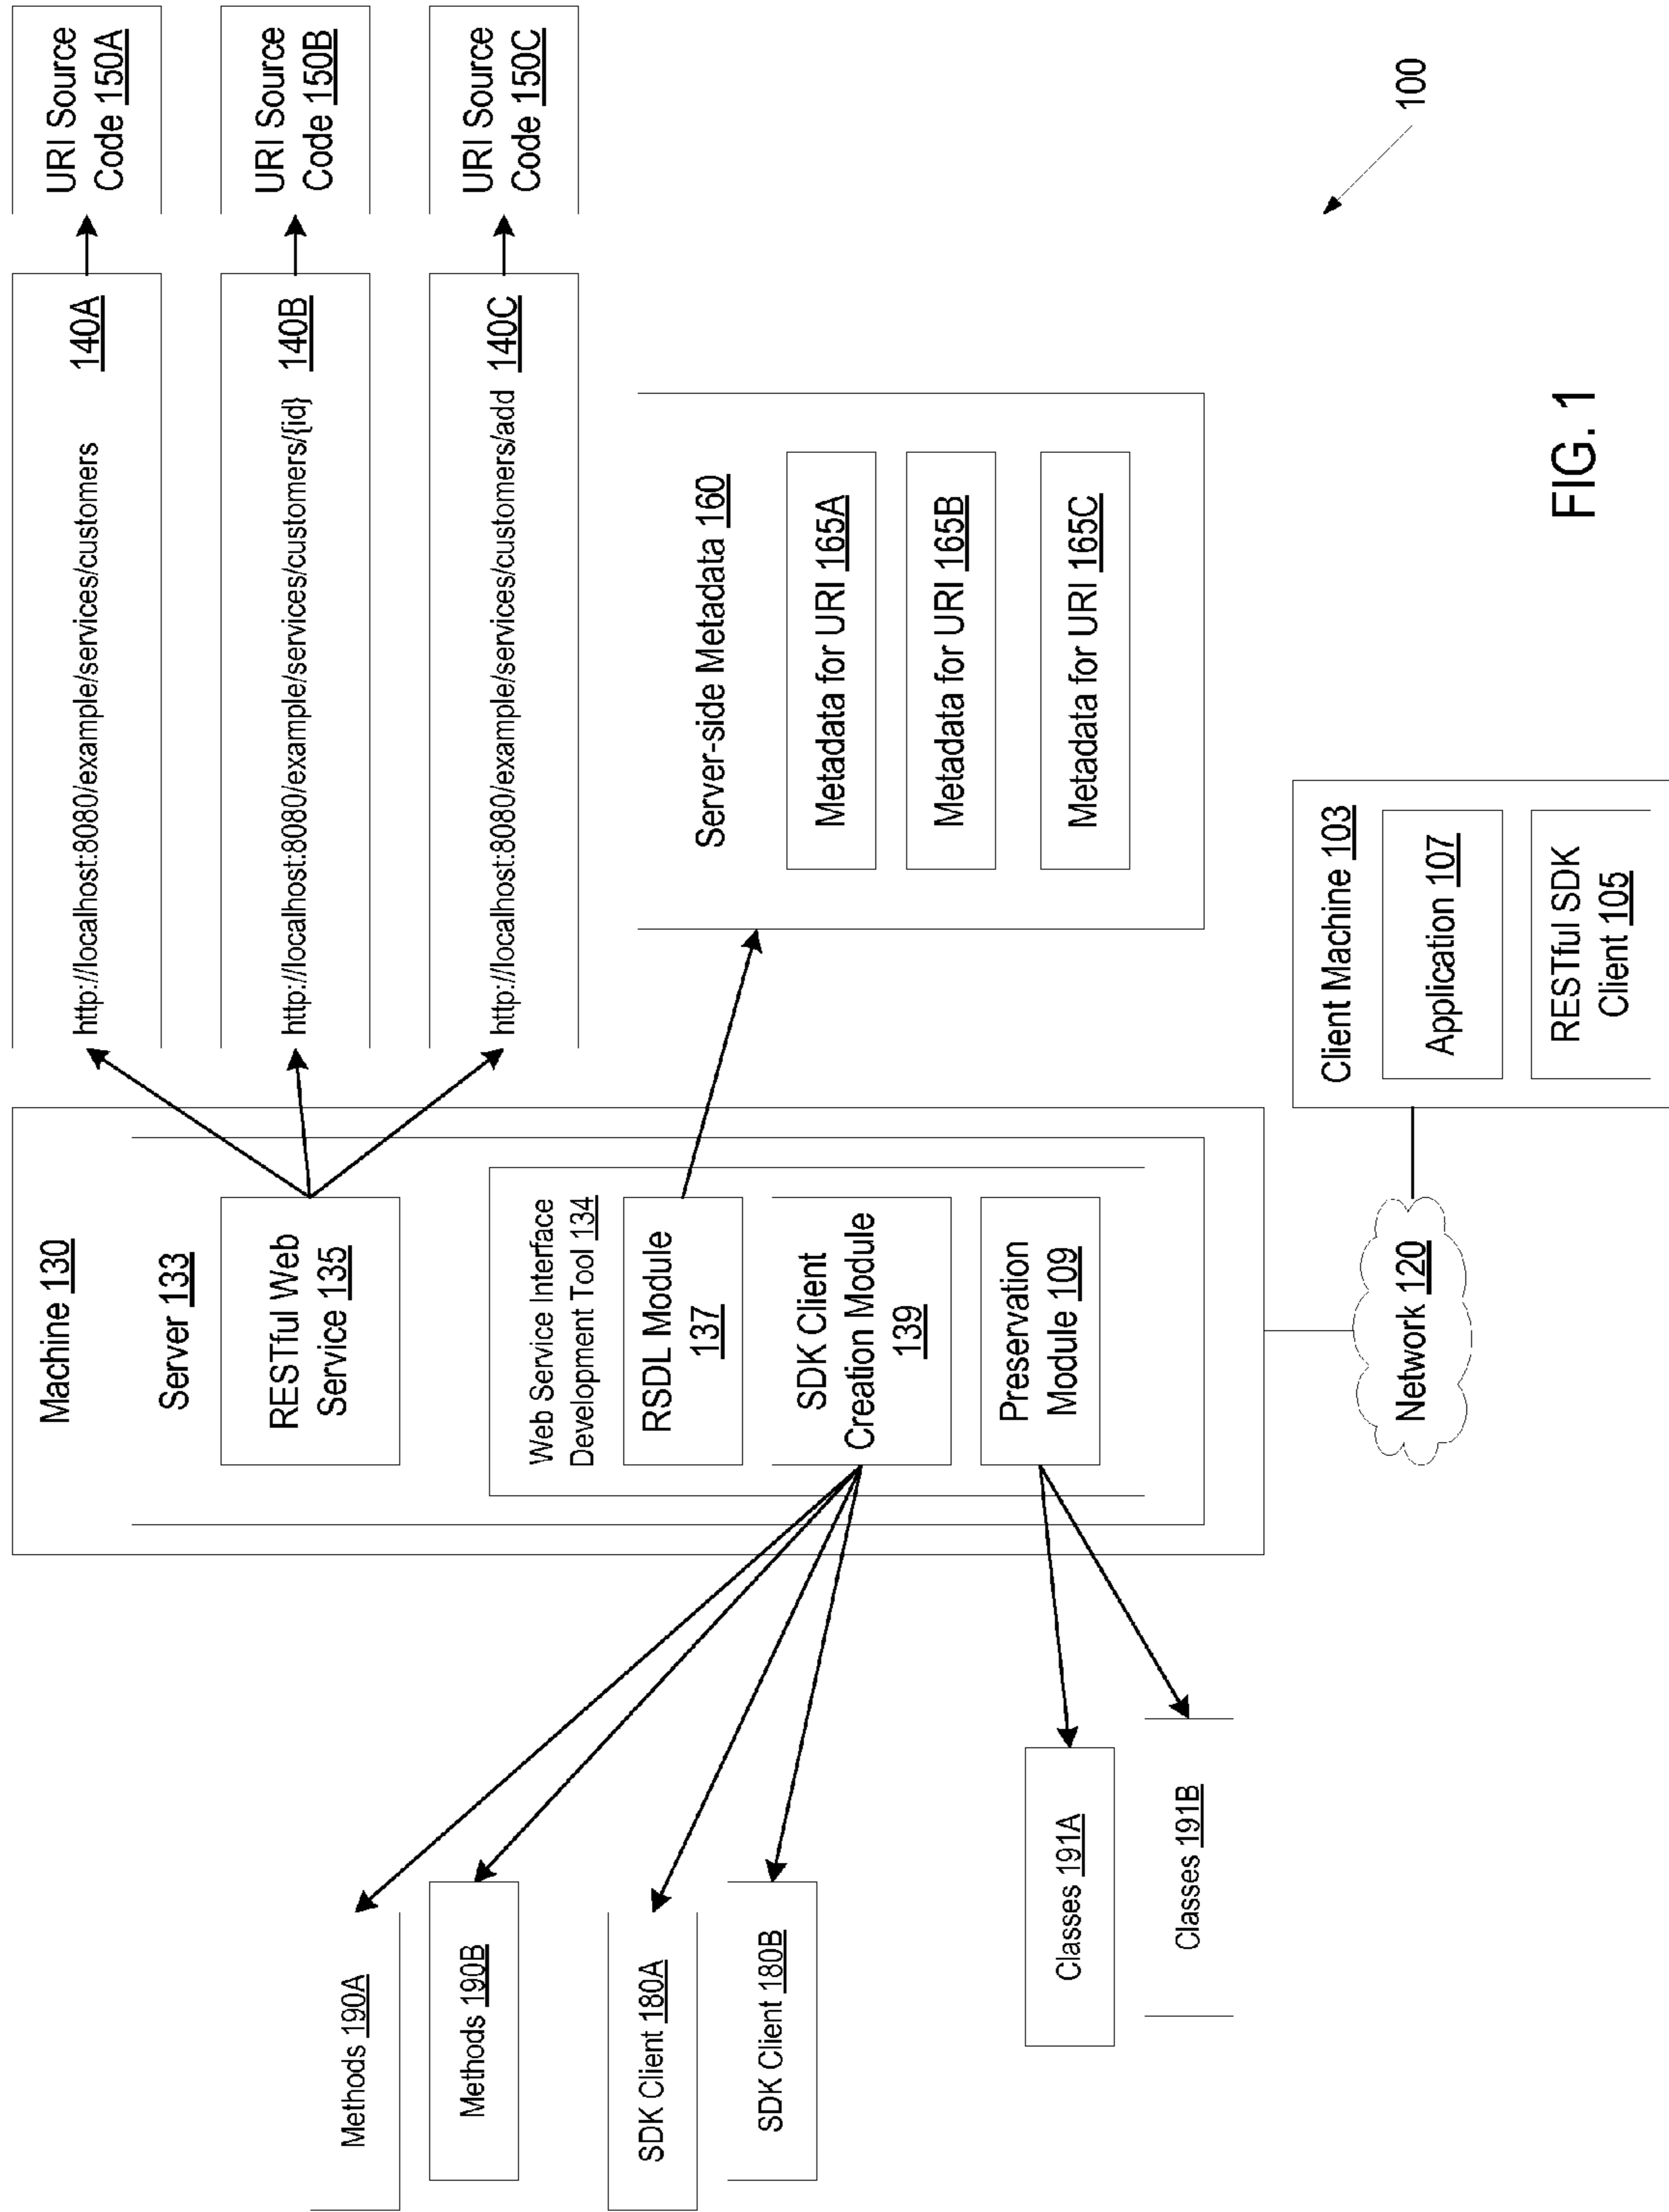 Machine 130
Server 133
RESTful Web
Service 135
Web Service Interface
Development Tool 134
RSDL Module
137
SDK Client
Creation Module
139
Preservation
Module 109
http://localhost:8080/example/services/customers 140A
http://localhost:8080/example/services/customers/{id} 140B
http://localhost:8080/example/services/customers/add 140C
URI Source
Code 150A
URI Source
Code 150B
URI Source
Code 150C
Server-side Metadata 160
Metadata for URI 165A
Metadata for URI 165B
Metadata for URI 165C
Methods 190A
Methods 190B
SDK Client 180A
SDK Client 180B
Classes 191A
Classes 191B
Network 120
Client Machine 103
Application 107
RESTful SDK
Client 105
100
FIG. 1